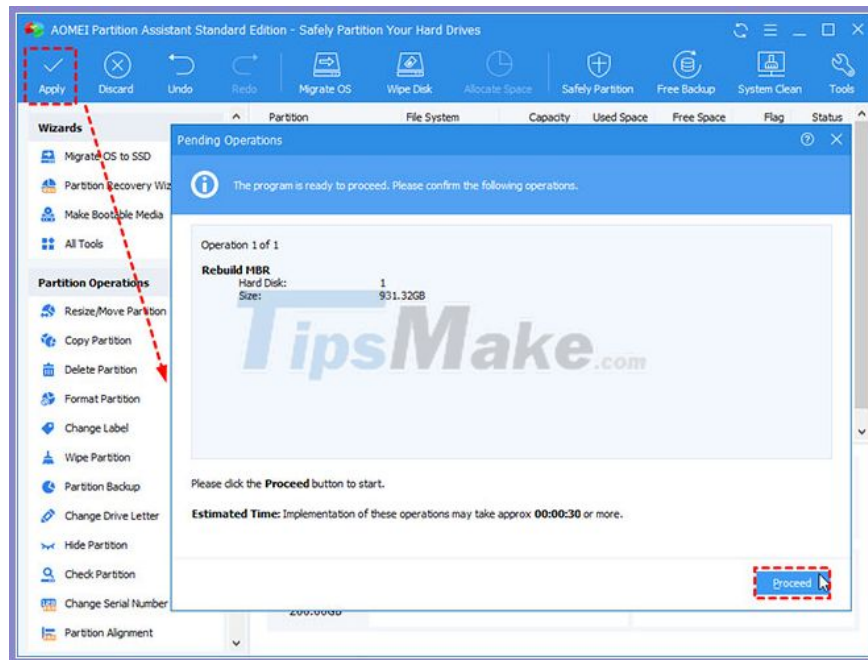 AOMEI Partition Assistant Standard Edition - Safely Partition Your Hard Drives
Apply Discard Undo Redo Migrate OS Wipe Disk Allocate Space Safely Partition Free Backup System Clean Tools
Wizards
Migrate OS to SSD
Partition Recovery Wiz
Make Bootable Media
All Tools
Partition Operations
Resize/Move Partition
Copy Partition
Delete Partition
Format Partition
Change Label
Wipe Partition
Partition Backup
Change Drive Letter
Hide Partition
Check Partition
Change Serial Number
Partition Alignment
Partition File System Capacity Used Space Free Space Flag Status
Pending Operations
The program is ready to proceed. Please confirm the following operations.
Operation 1 of 1
Rebuild MBR
Hard Disk: 1
Size: 931.32GB
TipsMake.com
Please click the Proceed button to start.
Estimated Time: Implementation of these operations may take approx 00:00:30 or more.
Proceed